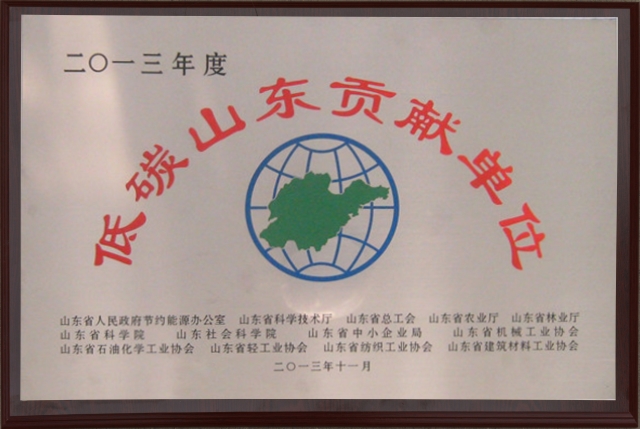 二〇一三年度
低碳山东贡献单位
山东省人民政府节约能源办公室 山东省科学技术厅 山东省总工会 山东省农业厅 山东省林业厅
山东省科学院 山东社会科学院 山东省中小企业局 山东省机械工业协会
山东省石油化学工业协会 山东省轻工业协会 山东省纺织工业协会 山东省建筑材料工业协会
二〇一三年十一月